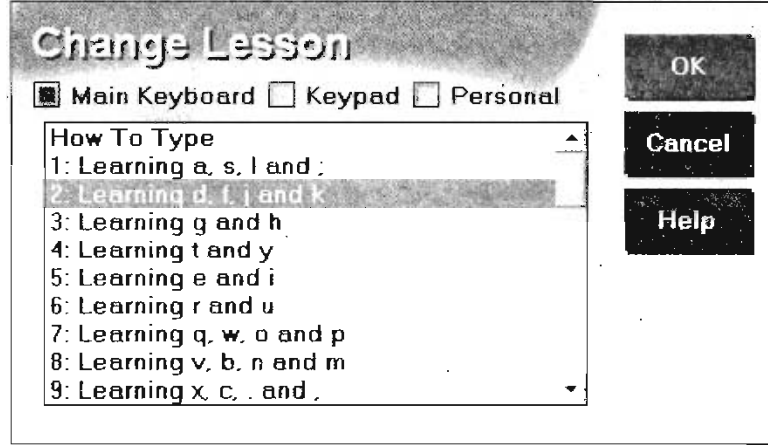 Change Lesson
Main Keyboard Keypad Personal
How To Type
1: Learning a, s, l and ;
2: Learning d, f, j and k
3: Learning g and h
4: Learning t and y
5: Learning e and i
6: Learning r and u
7: Learning q, w, o and p
8: Learning v, b, n and m
9: Learning x, c, . and ,
OK
Cancel
Help